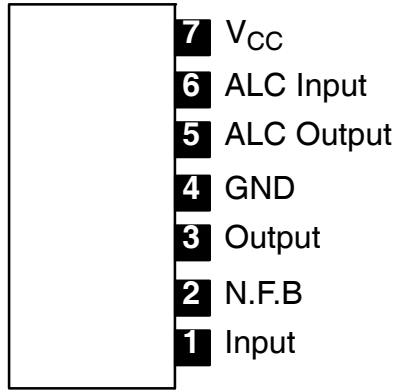 7 VCC
6 ALC Input
5 ALC Output
4 GND
3 Output
2 N.F.B
1 Input